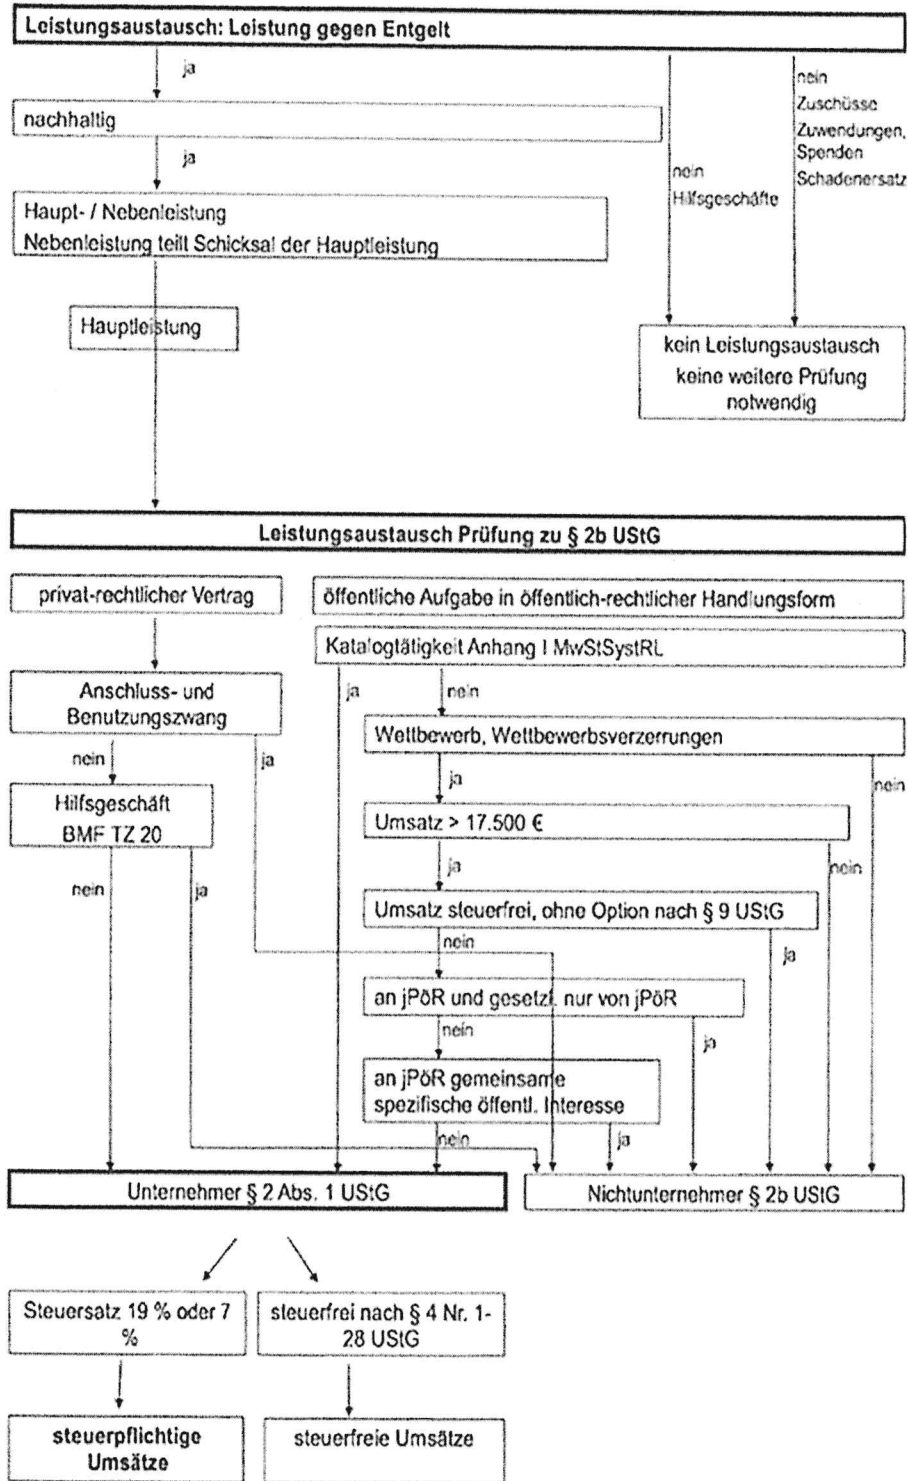 Leistungsaustausch: Leistung gegen Entgelt
ja
nein
Zuschüsse
Zuwendungen,
Spenden
Schadenersatz
nachhaltig
ja
nein
Hilfsgeschäfte
Haupt- / Nebenleistung
Nebenleistung teilt Schicksal der Hauptleistung
Hauptleistung
kein Leistungsaustausch
keine weitere Prüfung
notwendig
Leistungsaustausch Prüfung zu § 2b UStG
privat-rechtlicher Vertrag
öffentliche Aufgabe in öffentlich-rechtlicher Handlungsform
Katalogtätigkeit Anhang I MwStSystRL
Anschluss- und
Benutzungszwang
ja
nein
Wettbewerb, Wettbewerbsverzerrungen
nein
ja
ja
nein
Hilfsgeschäft
BMF TZ 20
Umsatz > 17.500 €
nein
ja
ja
nein
Umsatz steuerfrei, ohne Option nach § 9 UStG
nein
ja
an jPöR und gesetzl. nur von jPöR
nein
ja
an jPöR gemeinsame
spezifische öffentl. Interesse
nein
ja
Unternehmer § 2 Abs. 1 UStG
Nichtunternehmer § 2b UStG
Steuersatz 19 % oder 7
%
steuerfrei nach § 4 Nr. 1-
28 UStG
steuerpflichtige
Umsätze
steuerfreie Umsätze